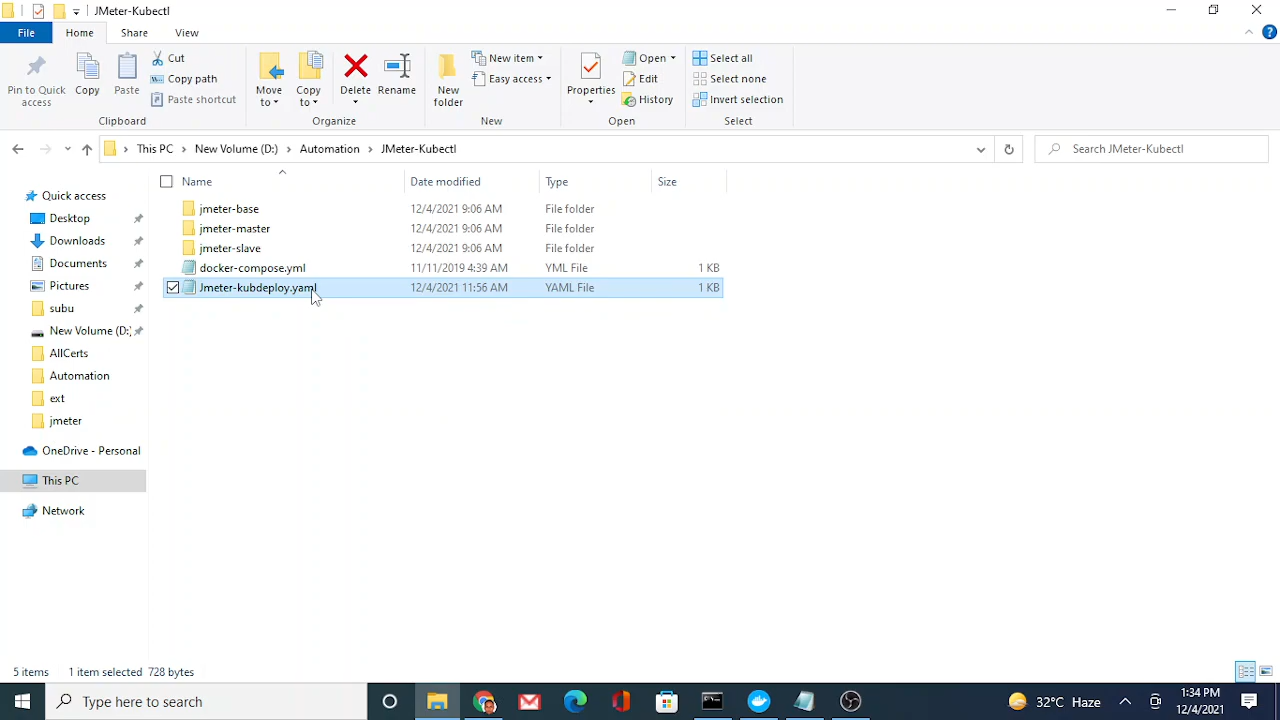 JMeter-Kubectl
File
Home
Share
View
Pin to Quick access
Copy
Paste
Cut
Copy path
Paste shortcut
Clipboard
Move to
Copy to
Delete
Rename
Organize
New folder
New item
Easy access
New
Properties
Open
Edit
History
Open
Select all
Select none
Invert selection
Select
This PC > New Volume (D:) > Automation > JMeter-Kubectl
Search JMeter-Kubectl
Name Date modified Type Size
jmeter-base 12/4/2021 9:06 AM File folder
jmeter-master 12/4/2021 9:06 AM File folder
jmeter-slave 12/4/2021 9:06 AM File folder
docker-compose.yml 11/11/2019 4:39 AM YML File 1 KB
Jmeter-kubdeploy.yaml 12/4/2021 11:56 AM YAML File 1 KB
Quick access
Desktop
Downloads
Documents
Pictures
subu
New Volume (D:)
AllCerts
Automation
ext
jmeter
OneDrive - Personal
This PC
Network
5 items 1 item selected 728 bytes
Type here to search
32°C Haze
1:34 PM
12/4/2021